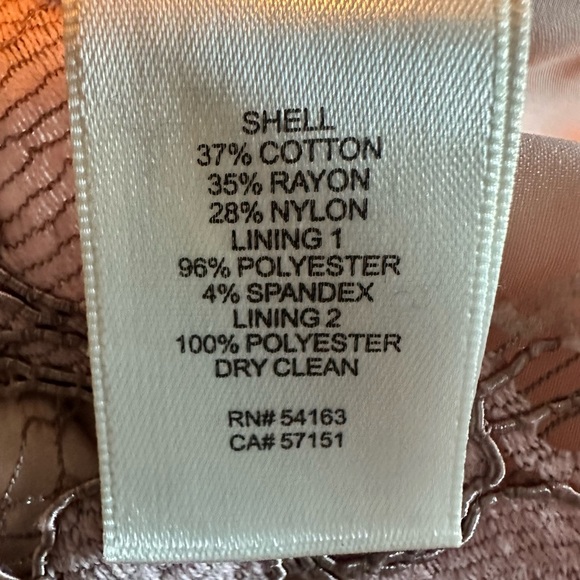 SHELL
37% COTTON
35% RAYON
28% NYLON
LINING 1
96% POLYESTER
4% SPANDEX
LINING 2
100% POLYESTER
DRY CLEAN
RN# 54163
CA# 57151